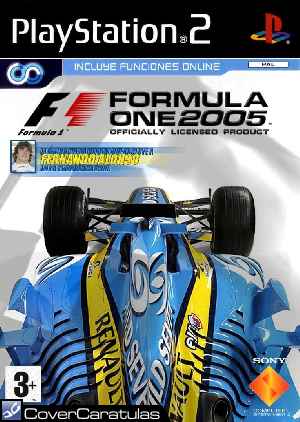 PlayStation®2
INCLUYE FUNCIONES ONLINE
PAL
F1
Formula 1
FORMULA
ONE 2005
OFFICIALLY LICENSED PRODUCT
FERNANDO ALONSO
RENAULT
SONY
3+
CoverCaratulas